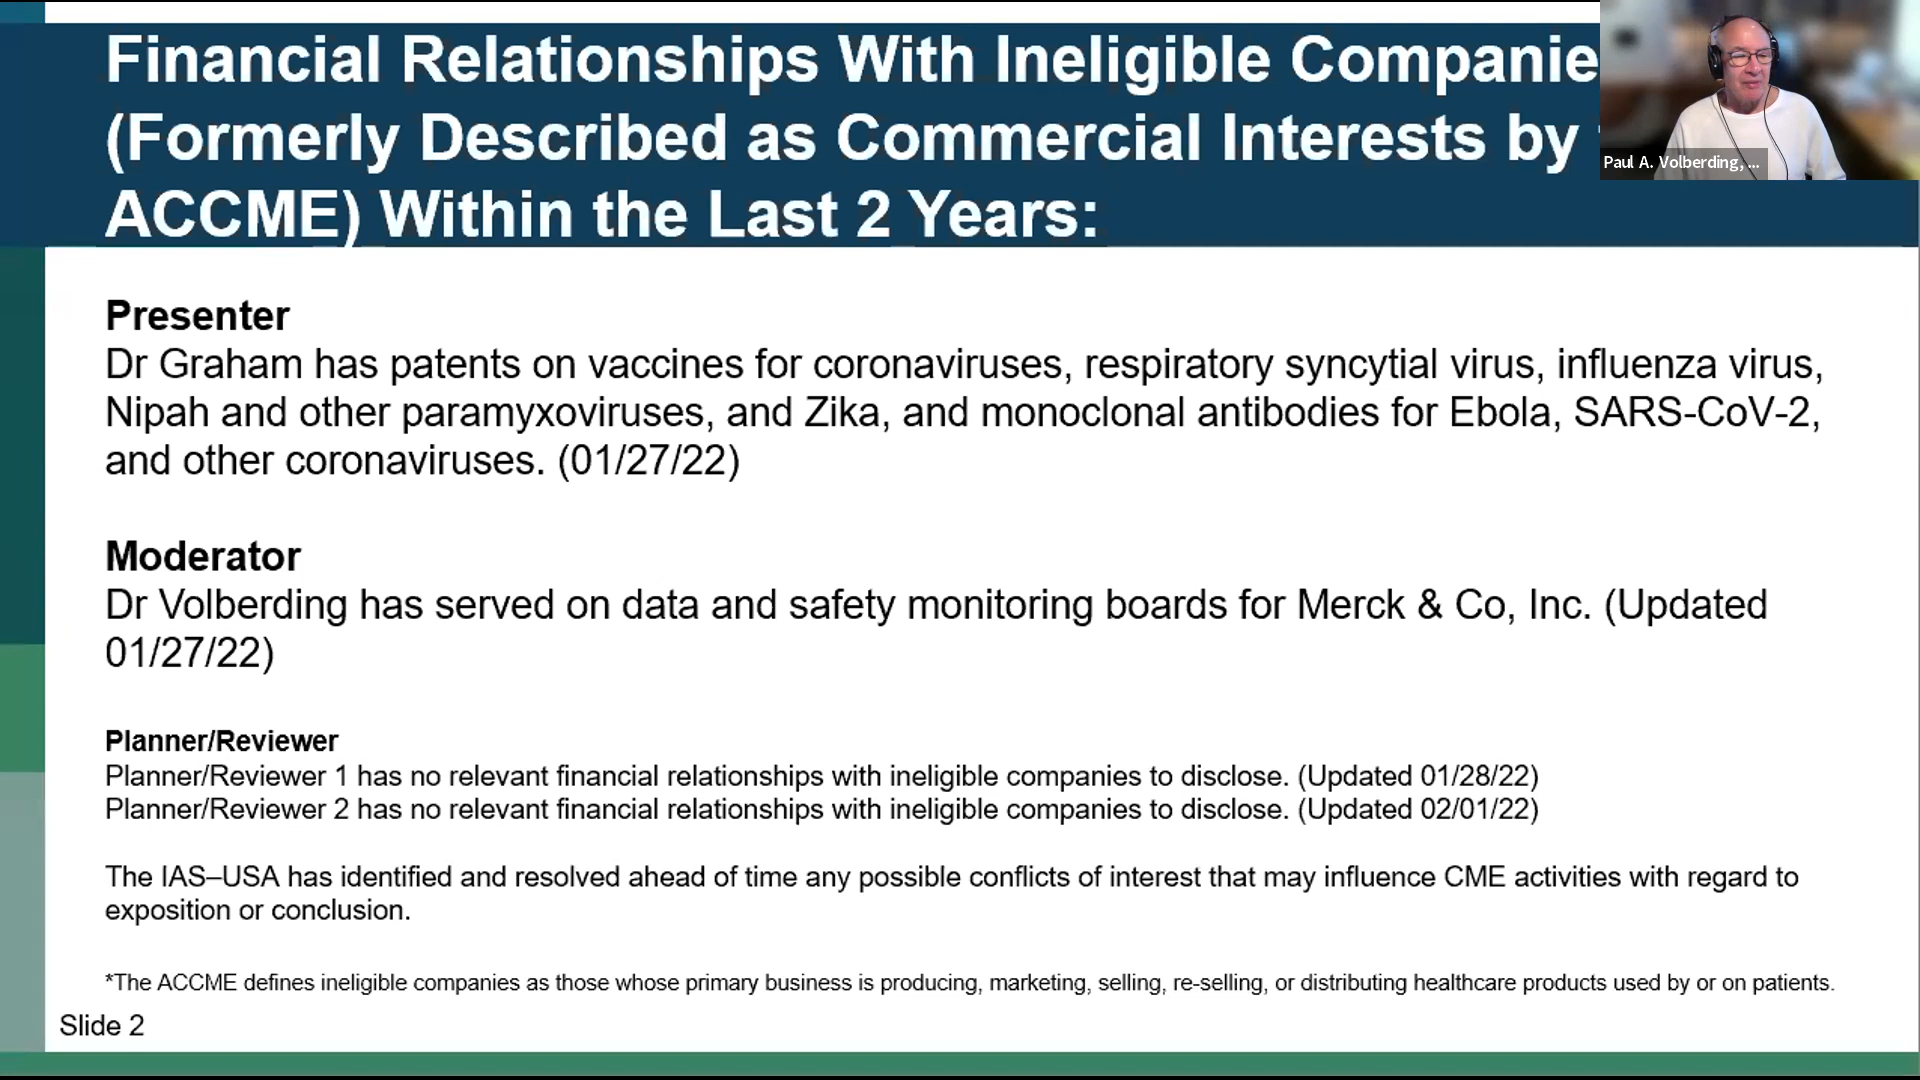 Financial Relationships With Ineligible Companie
(Formerly Described as Commercial Interests by
ACCME) Within the Last 2 Years:
Paul A. Volberding, ...
Presenter
Dr Graham has patents on vaccines for coronaviruses, respiratory syncytial virus, influenza virus,
Nipah and other paramyxoviruses, and Zika, and monoclonal antibodies for Ebola, SARS-CoV-2,
and other coronaviruses. (01/27/22)
Moderator
Dr Volberding has served on data and safety monitoring boards for Merck & Co, Inc. (Updated
01/27/22)
Planner/Reviewer
Planner/Reviewer 1 has no relevant financial relationships with ineligible companies to disclose. (Updated 01/28/22)
Planner/Reviewer 2 has no relevant financial relationships with ineligible companies to disclose. (Updated 02/01/22)
The IAS–USA has identified and resolved ahead of time any possible conflicts of interest that may influence CME activities with regard to
exposition or conclusion.
*The ACCME defines ineligible companies as those whose primary business is producing, marketing, selling, re-selling, or distributing healthcare products used by or on patients.
Slide 2